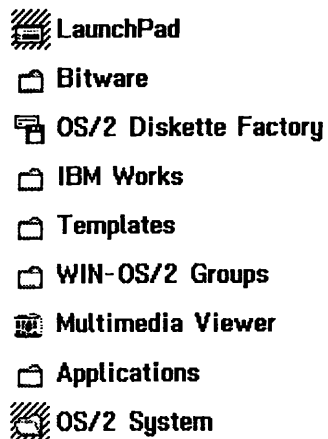 LaunchPad
Bitware
OS/2 Diskette Factory
IBM Works
Templates
WIN-OS/2 Groups
Multimedia Viewer
Applications
OS/2 System